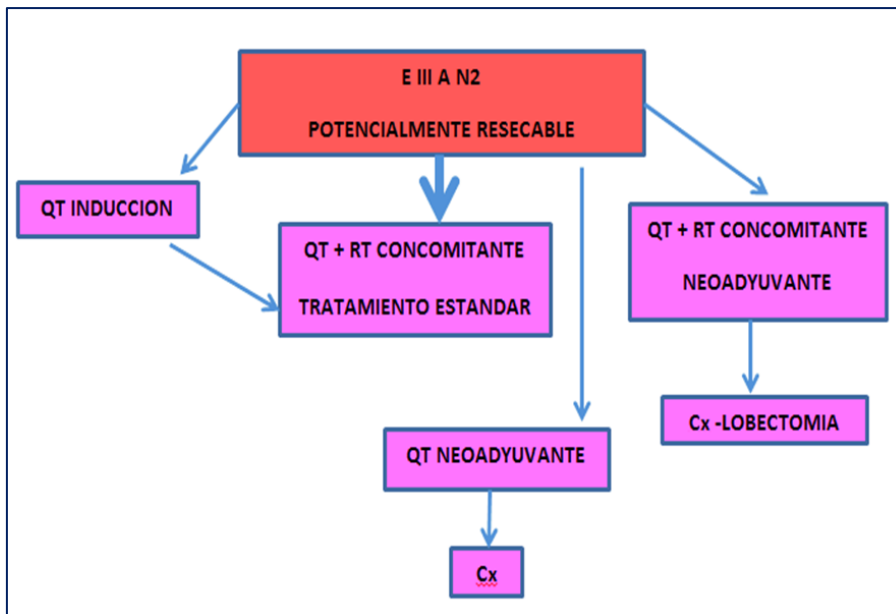 E III A N2
POTENCIALMENTE RESECABLE
QT INDUCCION
QT + RT CONCOMITANTE
TRATAMIENTO ESTANDAR
QT + RT CONCOMITANTE
NEOADYUVANTE
Cx -LOBECTOMIA
QT NEOADYUVANTE
Cx